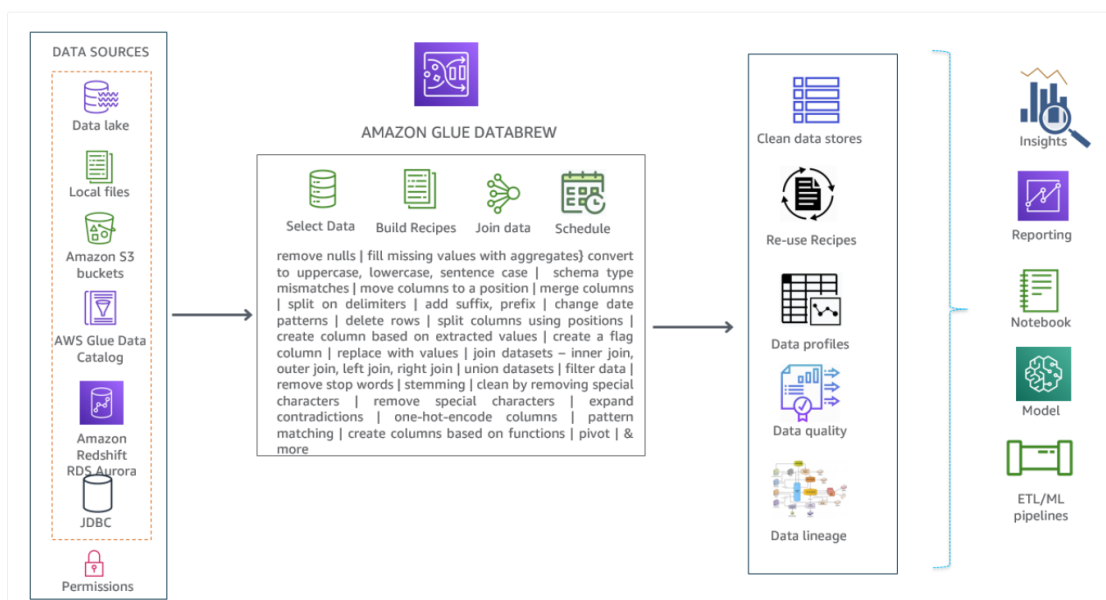 DATA SOURCES
Data lake
Local files
Amazon S3
buckets
AWS Glue Data
Catalog
Amazon
Redshift
RDS Aurora
JDBC
Permissions
AMAZON GLUE DATABREW
Select Data
Build Recipes
Join data
Schedule
remove nulls | fill missing values with aggregates} convert
to uppercase, lowercase, sentence case | schema type
mismatches | move columns to a position | merge columns
| split on delimiters | add suffix, prefix | change date
patterns | delete rows | split columns using positions |
create column based on extracted values | create a flag
column | replace with values | join datasets – inner join,
outer join, left join, right join | union datasets | filter data |
remove stop words | stemming | clean by removing special
characters | remove special characters | expand
contradictions | one-hot-encode columns | pattern
matching | create columns based on functions | pivot | &
more
Clean data stores
Re-use Recipes
Data profiles
Data quality
Data lineage
Insights
Reporting
Notebook
Model
ETL/ML
pipelines